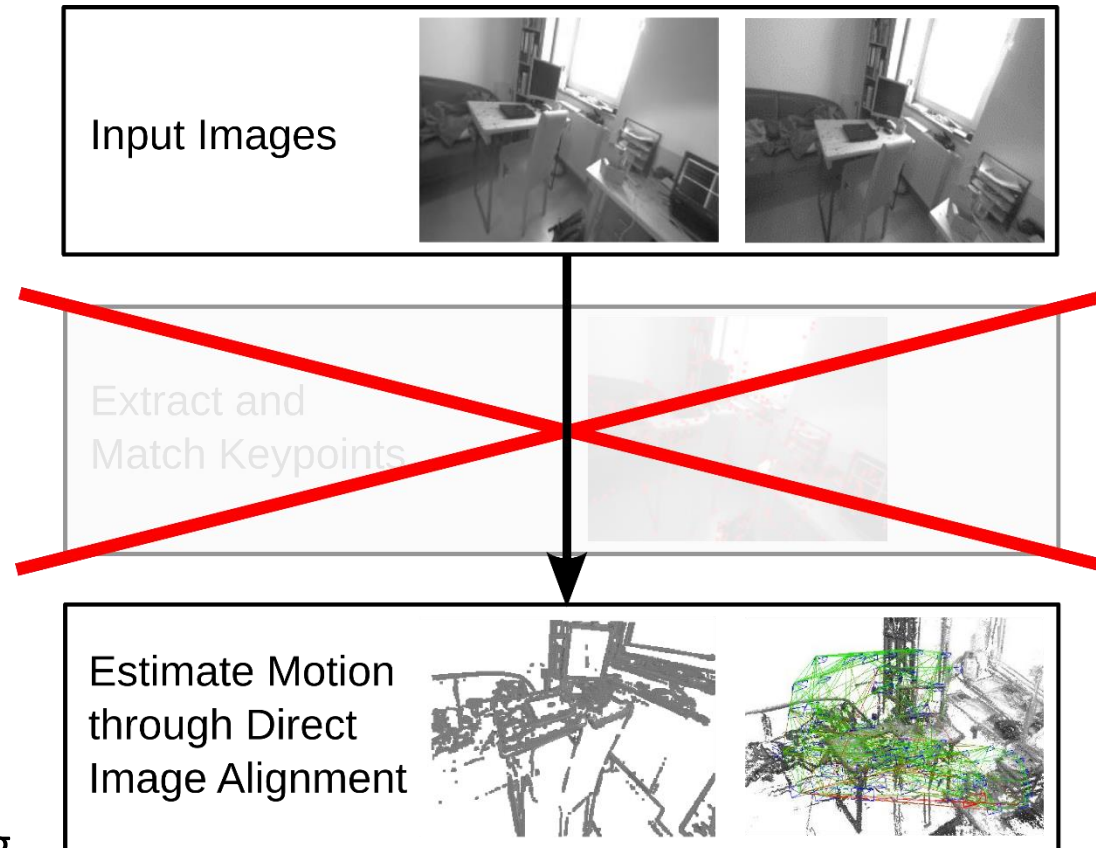 Input Images
Extract and
Match Keypoints
Estimate Motion
through Direct
Image Alignment
g